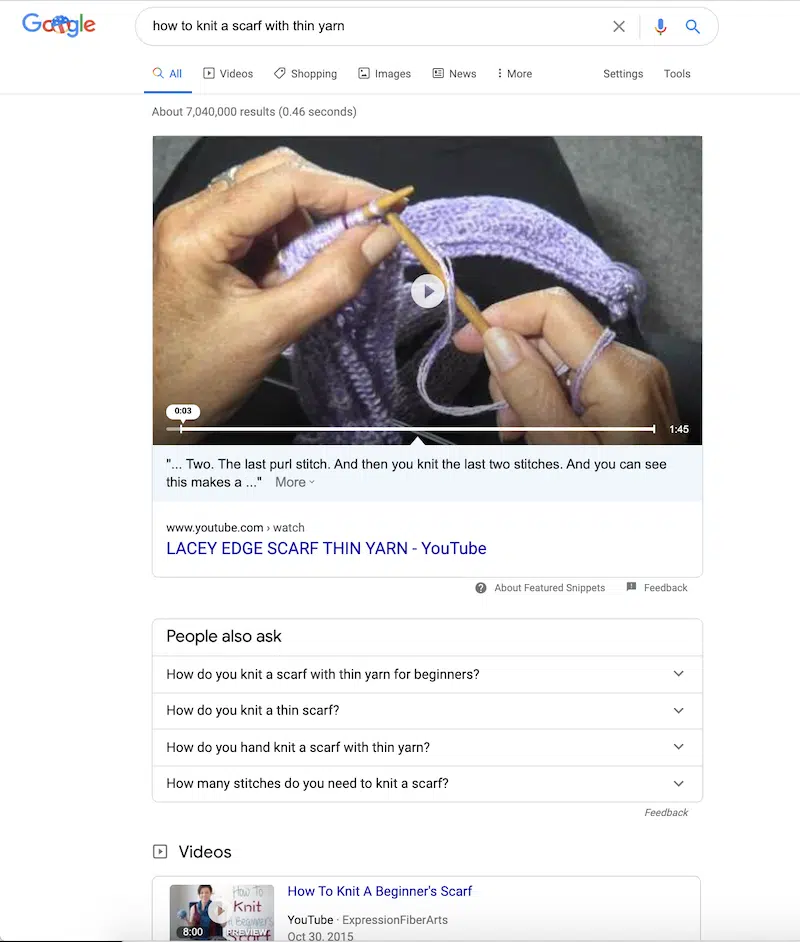 Google
how to knit a scarf with thin yarn
All Videos Shopping Images News More Settings Tools
About 7,040,000 results (0.46 seconds)
0:03
1:45
"... Two. The last purl stitch. And then you knit the last two stitches. And you can see
this makes a ..." More
www.youtube.com › watch
LACEY EDGE SCARF THIN YARN - YouTube
About Featured Snippets Feedback
People also ask
How do you knit a scarf with thin yarn for beginners?
How do you knit a thin scarf?
How do you hand knit a scarf with thin yarn?
How many stitches do you need to knit a scarf?
Feedback
Videos
How To
Knit
A Beginner's
Scarf
8:00 PREVIEW
How To Knit A Beginner's Scarf
YouTube · ExpressionFiberArts
Oct 30, 2015